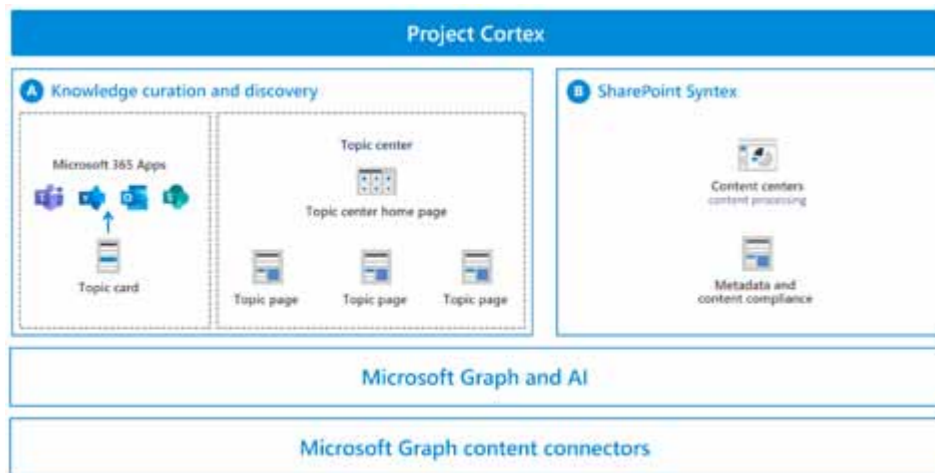 Project Cortex
A Knowledge curation and discovery
B SharePoint Syntex
Microsoft 365 Apps
Topic card
Topic center
Topic center home page
Topic page Topic page Topic page
Content centers
content processing
Metadata and
content compliance
Microsoft Graph and AI
Microsoft Graph content connectors